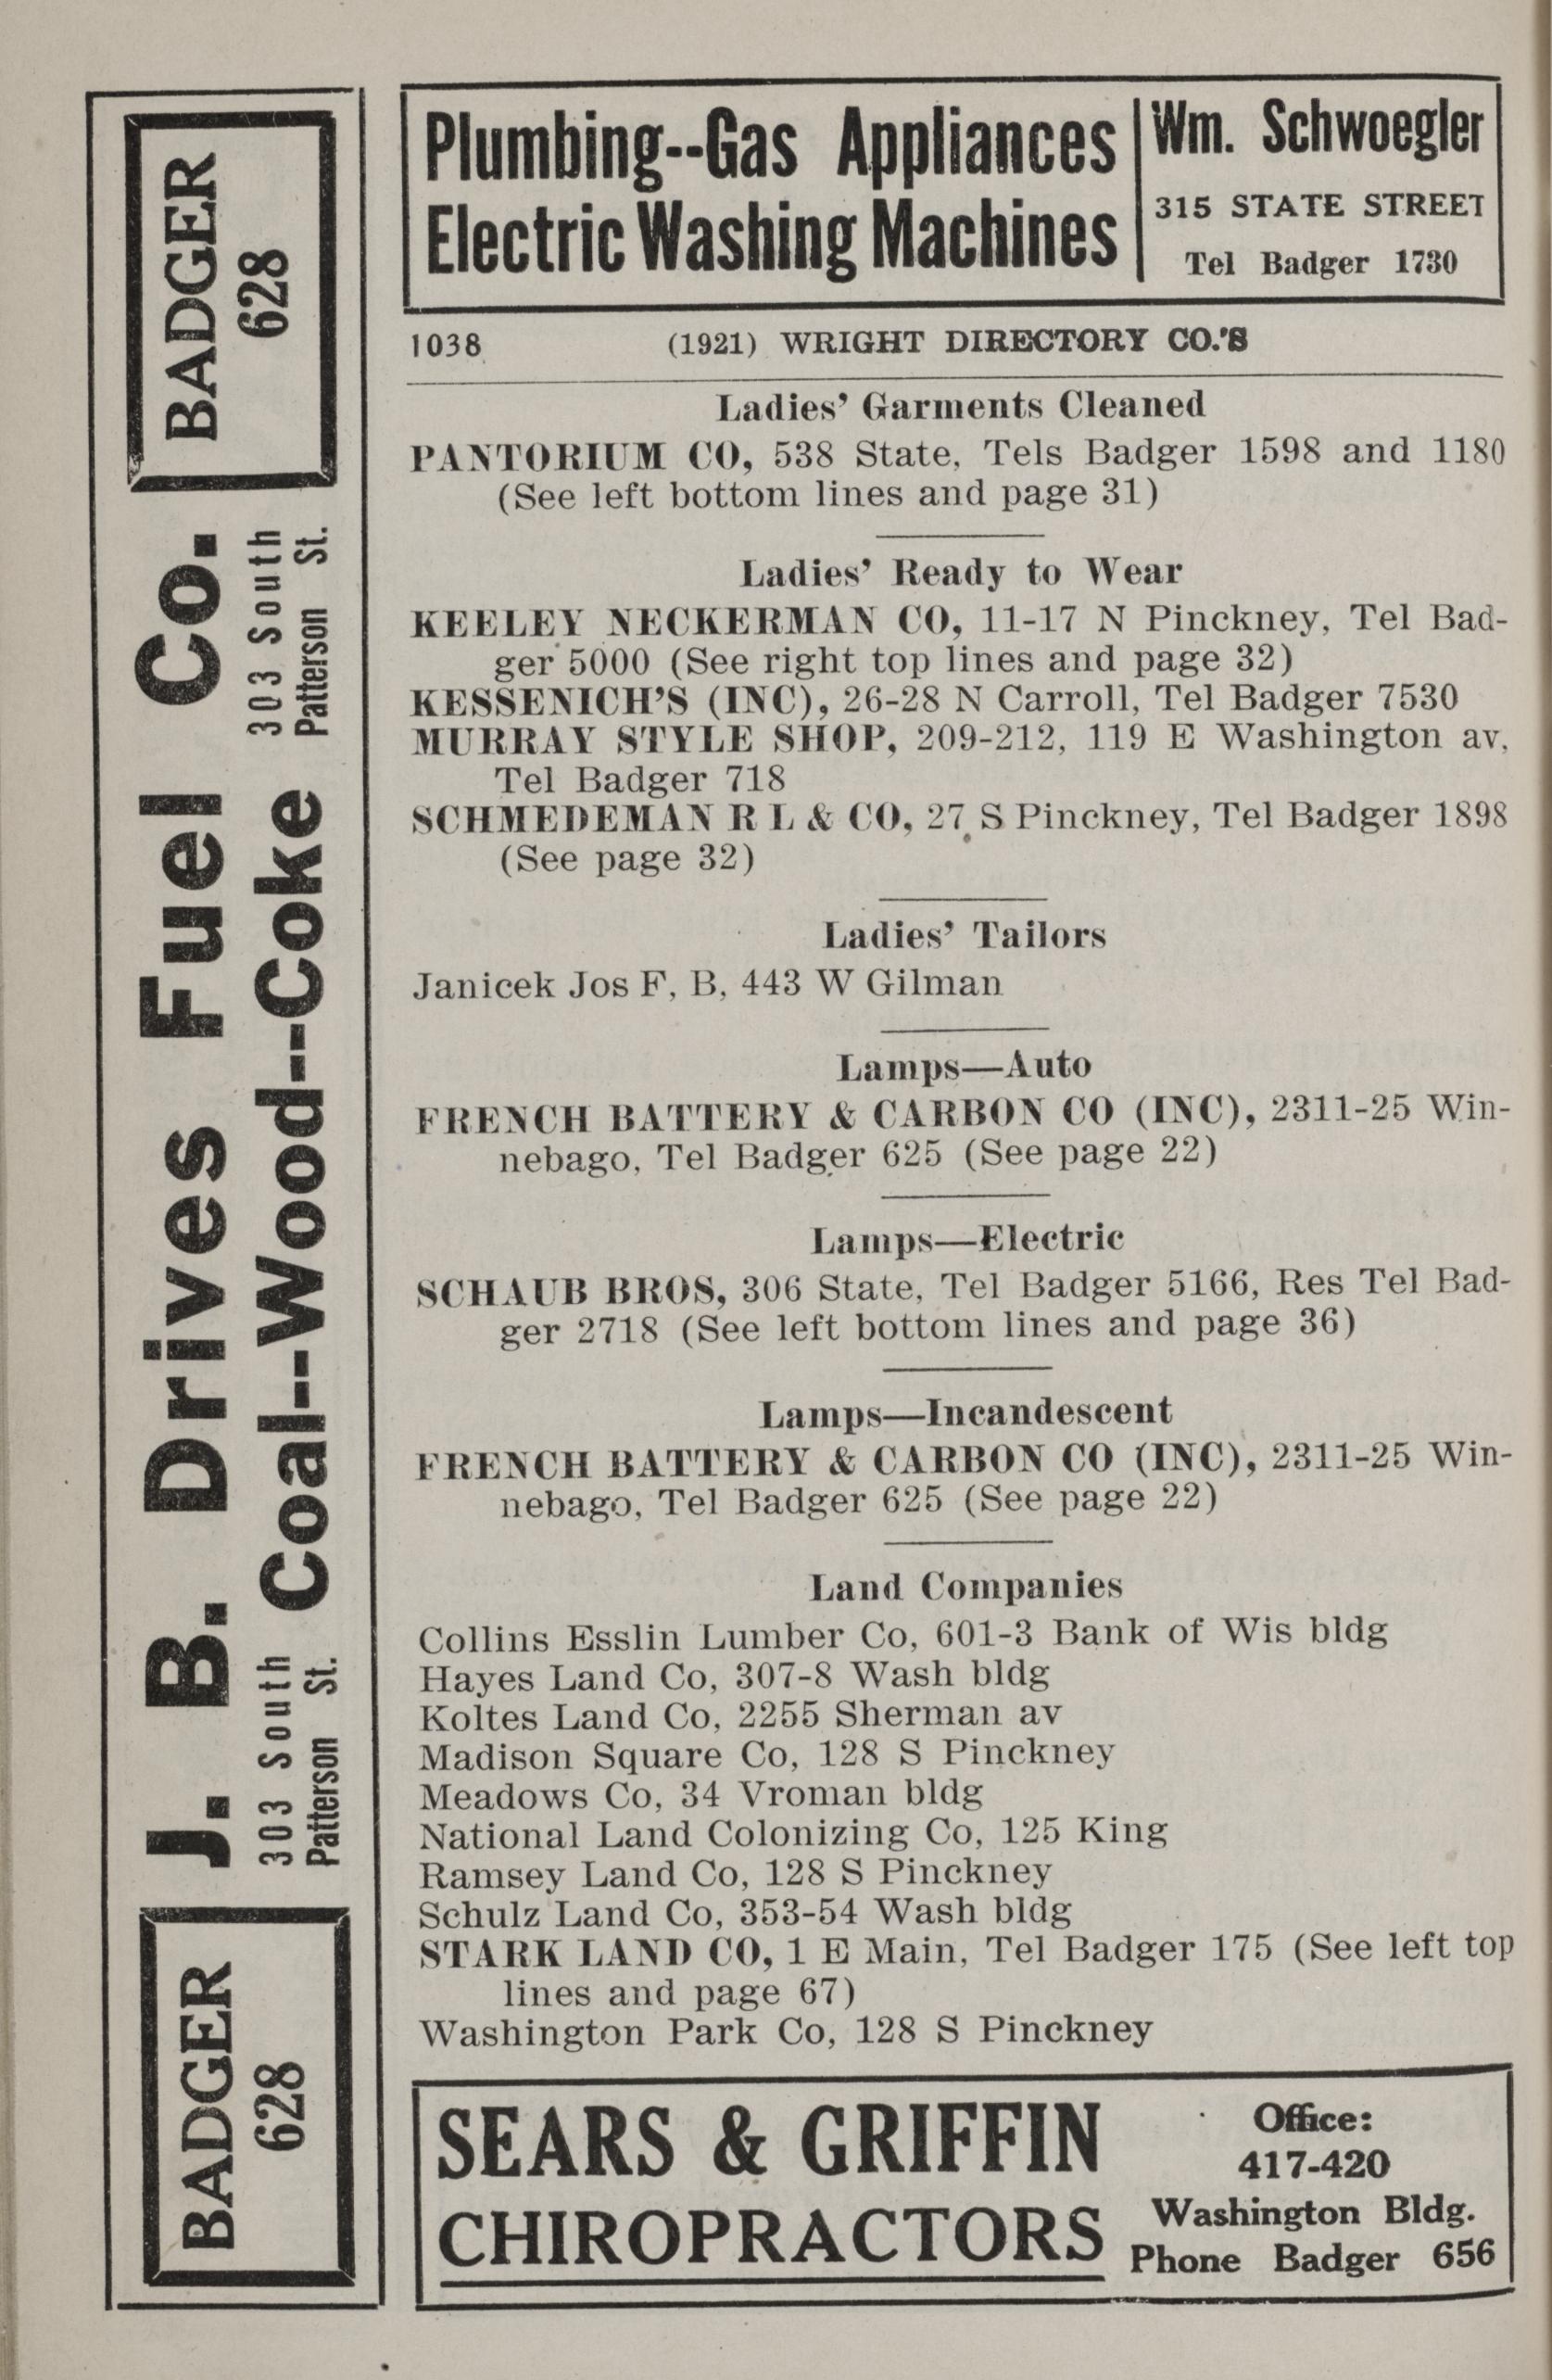 BADGER
628
J. B. Drives Fuel Co.
303 South
Patterson St.
Coal--Wood--Coke
303 South
Patterson St.
BADGER
628
Plumbing--Gas Appliances
Electric Washing Machines
Wm. Schwoegler
315 STATE STREET
Tel Badger 1730
1038 (1921) WRIGHT DIRECTORY CO.'S
Ladies' Garments Cleaned
PANTORIUM CO, 538 State, Tels Badger 1598 and 1180
(See left bottom lines and page 31)
Ladies' Ready to Wear
KEELEY NECKERMAN CO, 11-17 N Pinckney, Tel Bad-
ger 5000 (See right top lines and page 32)
KESSENICH'S (INC), 26-28 N Carroll, Tel Badger 7530
MURRAY STYLE SHOP, 209-212, 119 E Washington av,
Tel Badger 718
SCHMEDEMAN R L & CO, 27 S Pinckney, Tel Badger 1898
(See page 32)
Ladies' Tailors
Janicek Jos F, B, 443 W Gilman
Lamps—Auto
FRENCH BATTERY & CARBON CO (INC), 2311-25 Win-
nebago, Tel Badger 625 (See page 22)
Lamps—Electric
SCHAUB BROS, 306 State, Tel Badger 5166, Res Tel Bad-
ger 2718 (See left bottom lines and page 36)
Lamps—Incandescent
FRENCH BATTERY & CARBON CO (INC), 2311-25 Win-
nebago, Tel Badger 625 (See page 22)
Land Companies
Collins Esslin Lumber Co, 601-3 Bank of Wis bldg
Hayes Land Co, 307-8 Wash bldg
Koltes Land Co, 2255 Sherman av
Madison Square Co, 128 S Pinckney
Meadows Co, 34 Vroman bldg
National Land Colonizing Co, 125 King
Ramsey Land Co, 128 S Pinckney
Schulz Land Co, 353-54 Wash bldg
STARK LAND CO, 1 E Main, Tel Badger 175 (See left top
lines and page 67)
Washington Park Co, 128 S Pinckney
SEARS & GRIFFIN
CHIROPRACTORS
Office:
417-420
Washington Bldg.
Phone Badger 656